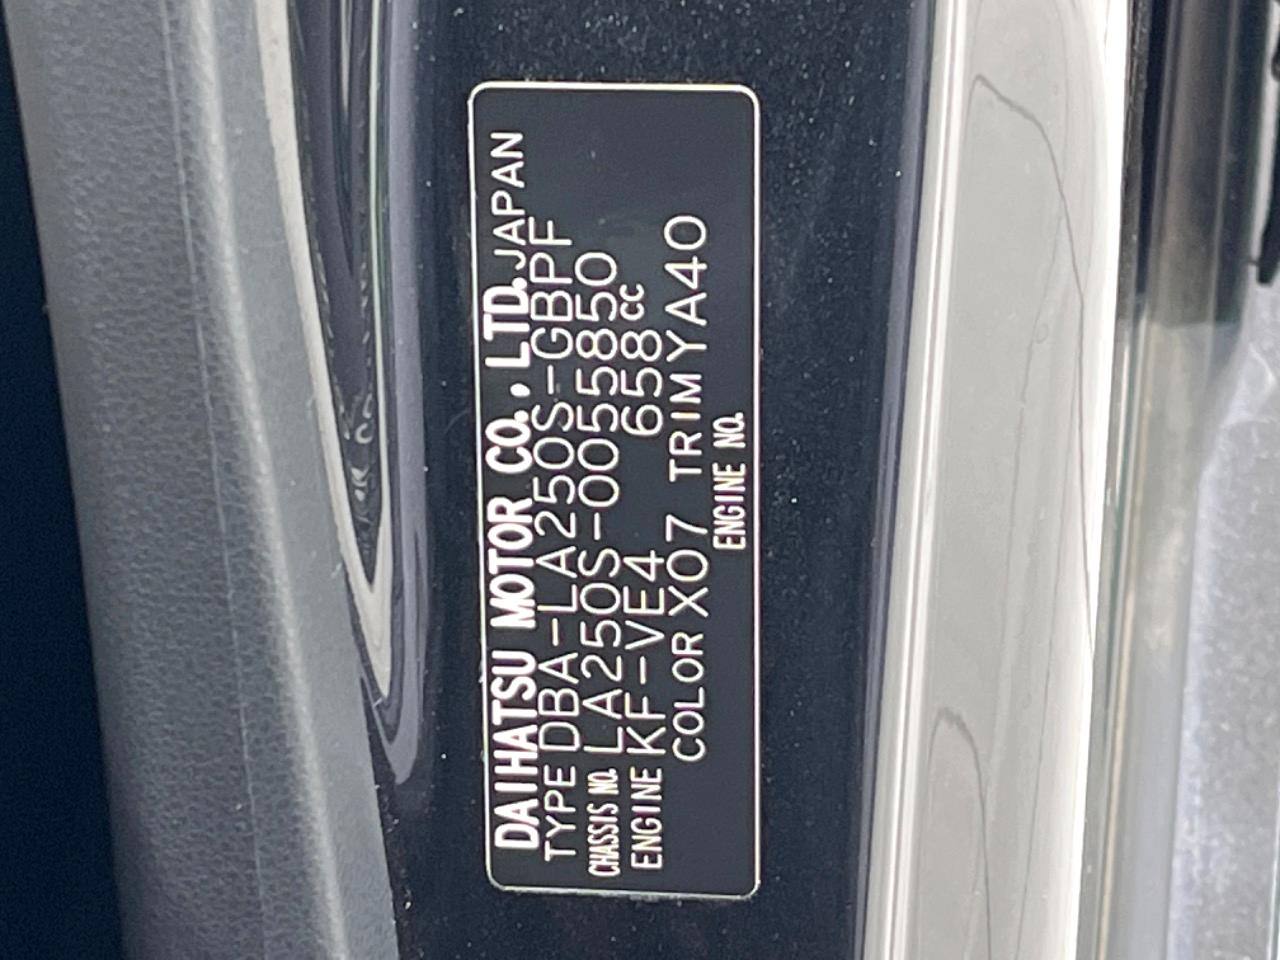 DAIHATSU MOTOR CO., LTD. JAPAN
TYPE DBA-LA250S-GBPF
CHASSIS NO. LA250S-0055850
ENGINE KF-VE4 658cc
COLOR X07 TRIM YA40
ENGINE NO.